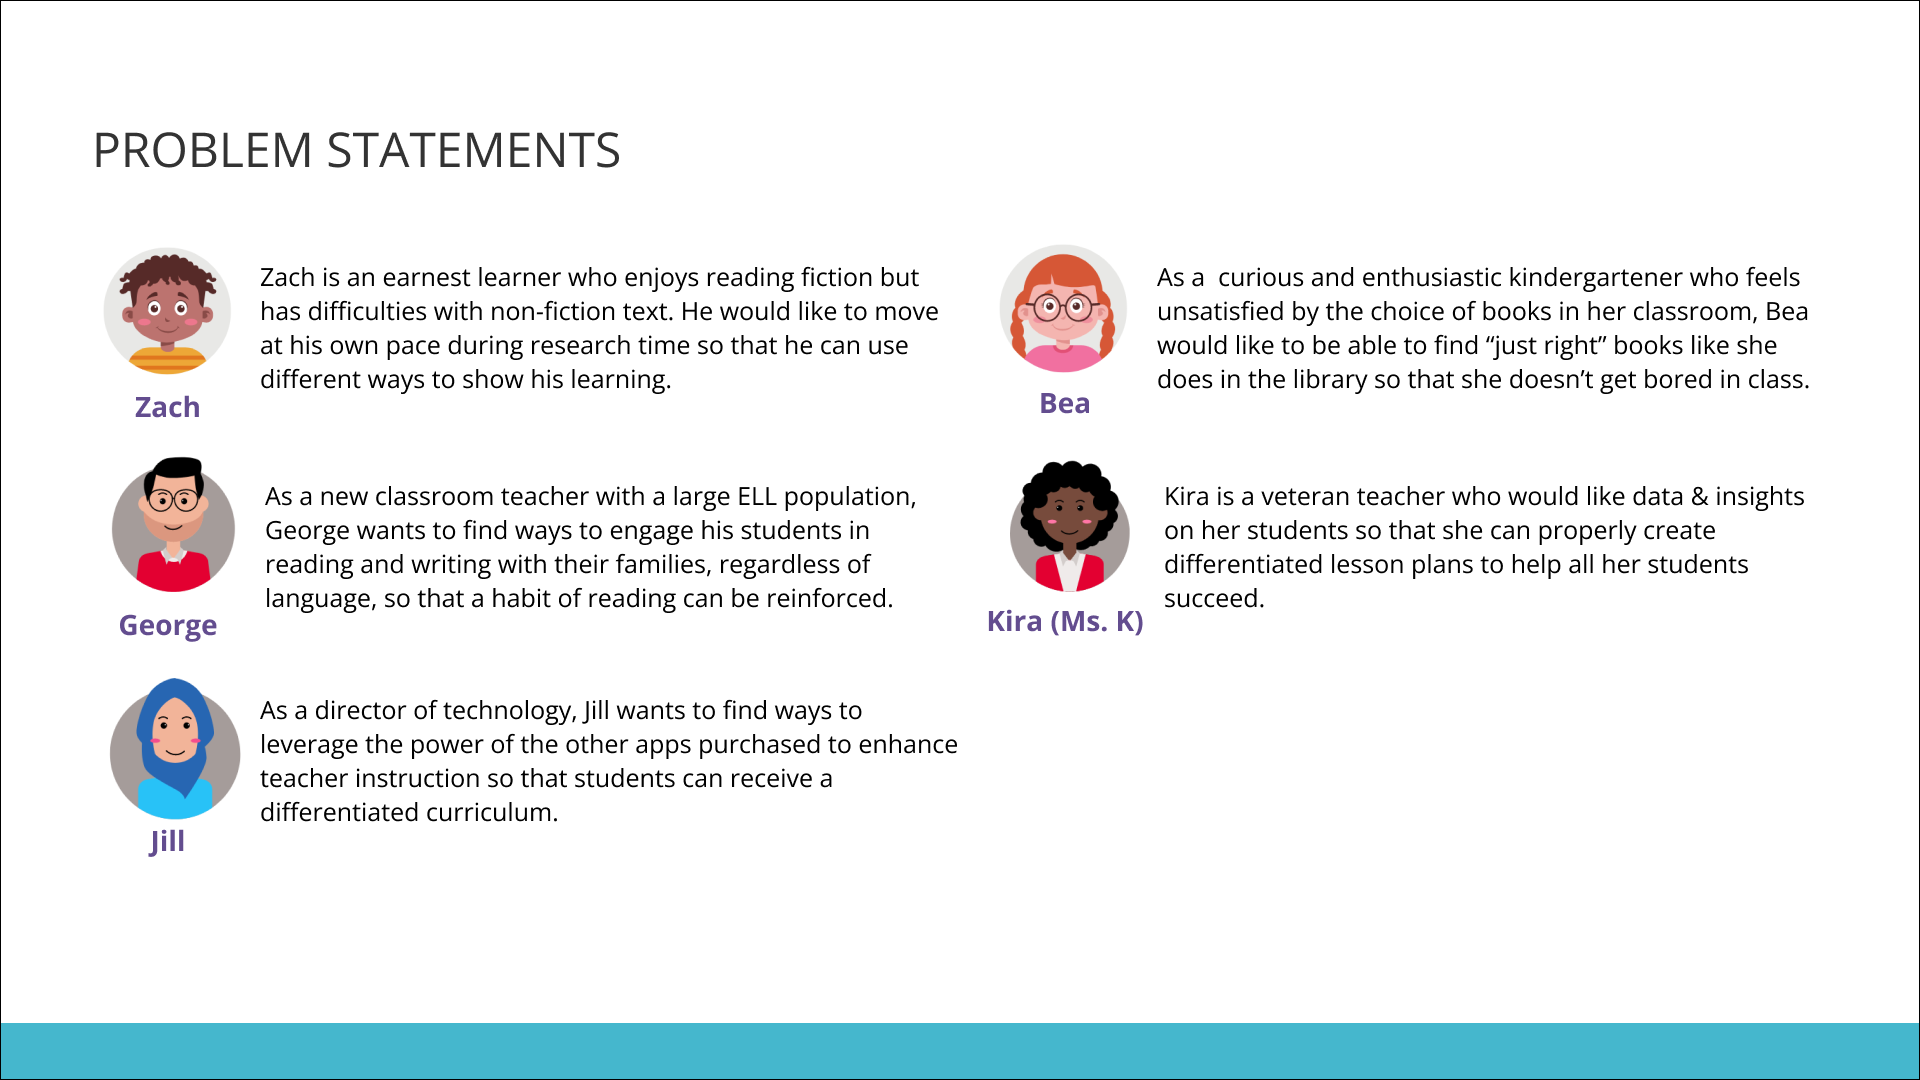 PROBLEM STATEMENTS
Zach is an earnest learner who enjoys reading fiction but
has difficulties with non-fiction text. He would like to move
at his own pace during research time so that he can use
different ways to show his learning.
Zach
As a  curious and enthusiastic kindergartener who feels
unsatisfied by the choice of books in her classroom, Bea
would like to be able to find “just right” books like she
does in the library so that she doesn’t get bored in class.
Bea
As a new classroom teacher with a large ELL population,
George wants to find ways to engage his students in
reading and writing with their families, regardless of
language, so that a habit of reading can be reinforced.
George
Kira is a veteran teacher who would like data & insights
on her students so that she can properly create
differentiated lesson plans to help all her students
succeed.
Kira (Ms. K)
As a director of technology, Jill wants to find ways to
leverage the power of the other apps purchased to enhance
teacher instruction so that students can receive a
differentiated curriculum.
Jill